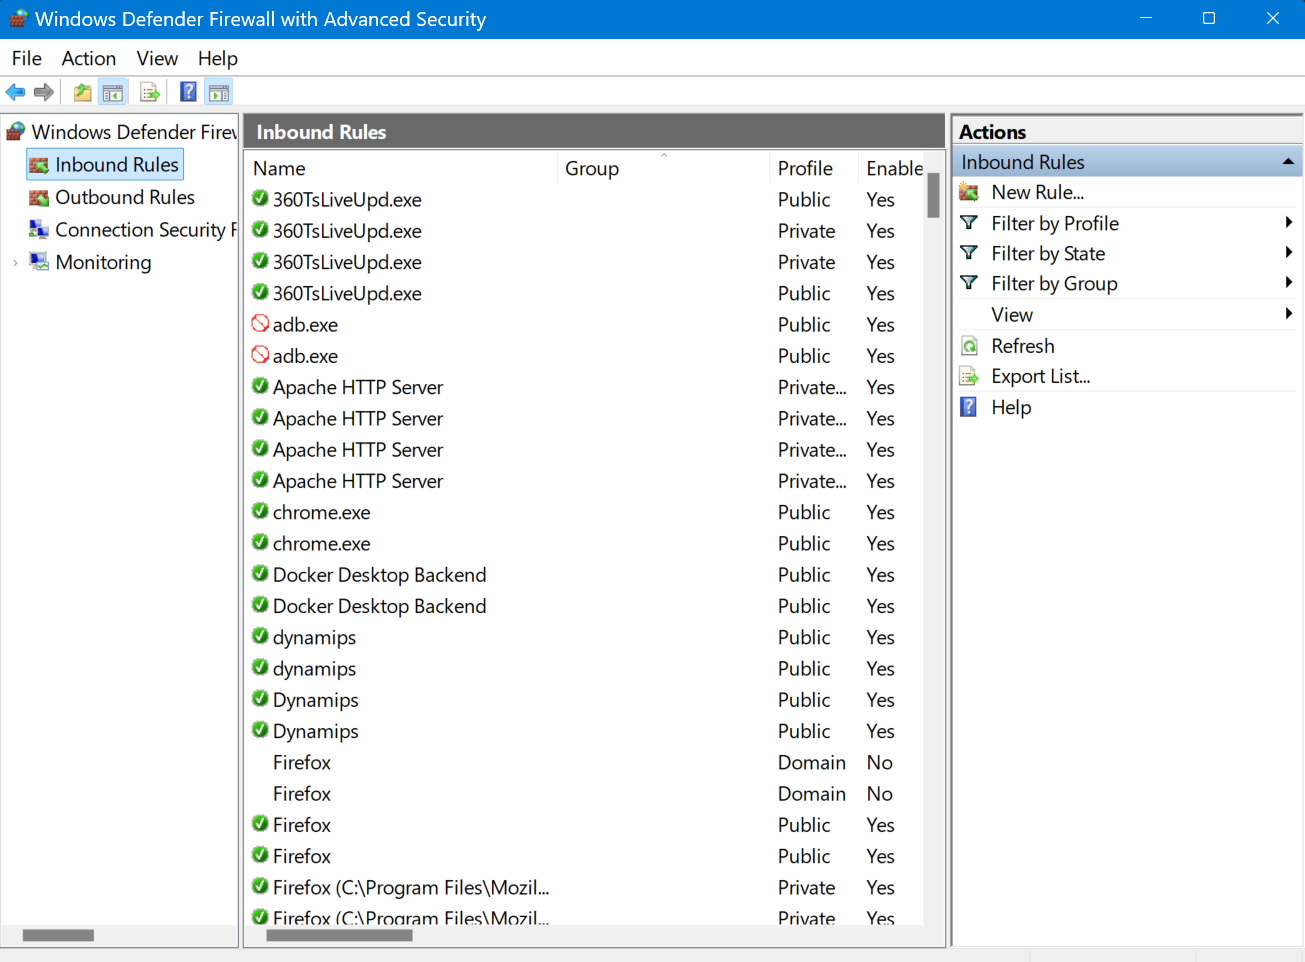 Windows Defender Firewall with Advanced Security
File Action View Help
Windows Defender Firew
Inbound Rules
Outbound Rules
Connection Security R
Monitoring
Inbound Rules
Name Group Profile Enable
360TsLiveUpd.exe Public Yes
360TsLiveUpd.exe Private Yes
360TsLiveUpd.exe Private Yes
360TsLiveUpd.exe Public Yes
adb.exe Public Yes
adb.exe Public Yes
Apache HTTP Server Private... Yes
Apache HTTP Server Private... Yes
Apache HTTP Server Private... Yes
Apache HTTP Server Private... Yes
chrome.exe Public Yes
chrome.exe Public Yes
Docker Desktop Backend Public Yes
Docker Desktop Backend Public Yes
dynamips Public Yes
dynamips Public Yes
Dynamips Public Yes
Dynamips Public Yes
Firefox Domain No
Firefox Domain No
Firefox Public Yes
Firefox Public Yes
Firefox (C:\Program Files\Mozil... Private Yes
Firefox (C:\Program Files\Mozil... Private Yes
Actions
Inbound Rules
New Rule...
Filter by Profile
Filter by State
Filter by Group
View
Refresh
Export List...
Help